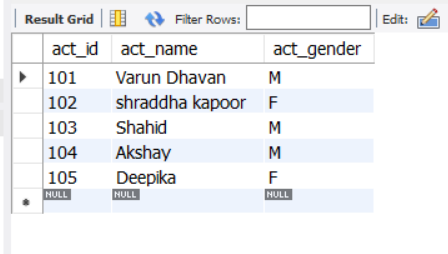 Result Grid Filter Rows: Edit:
act_id act_name act_gender
101 Varun Dhavan M
102 shraddha kapoor F
103 Shahid M
104 Akshay M
105 Deepika F
NULL NULL NULL